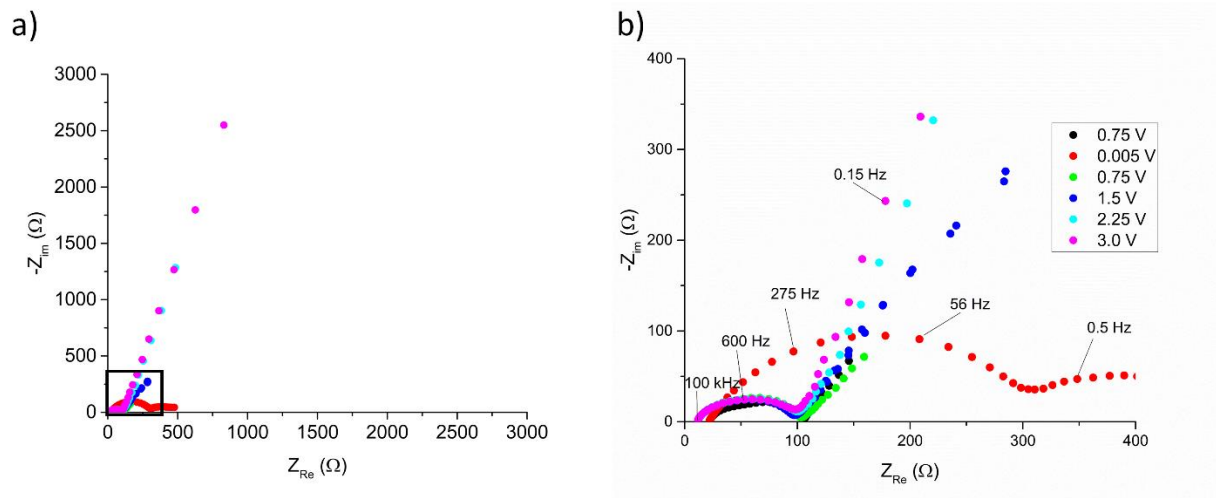 a)
3000
2500
2000
1500
1000
500
0
-Zim (Ω)
0 500 1000 1500 2000 2500 3000
ZRe (Ω)
b)
400
300
200
100
0
-Zim (Ω)
0.75 V
0.005 V
0.75 V
1.5 V
2.25 V
3.0 V
0.15 Hz
275 Hz
56 Hz
600 Hz
0.5 Hz
100 kHz
0 100 200 300 400
ZRe (Ω)